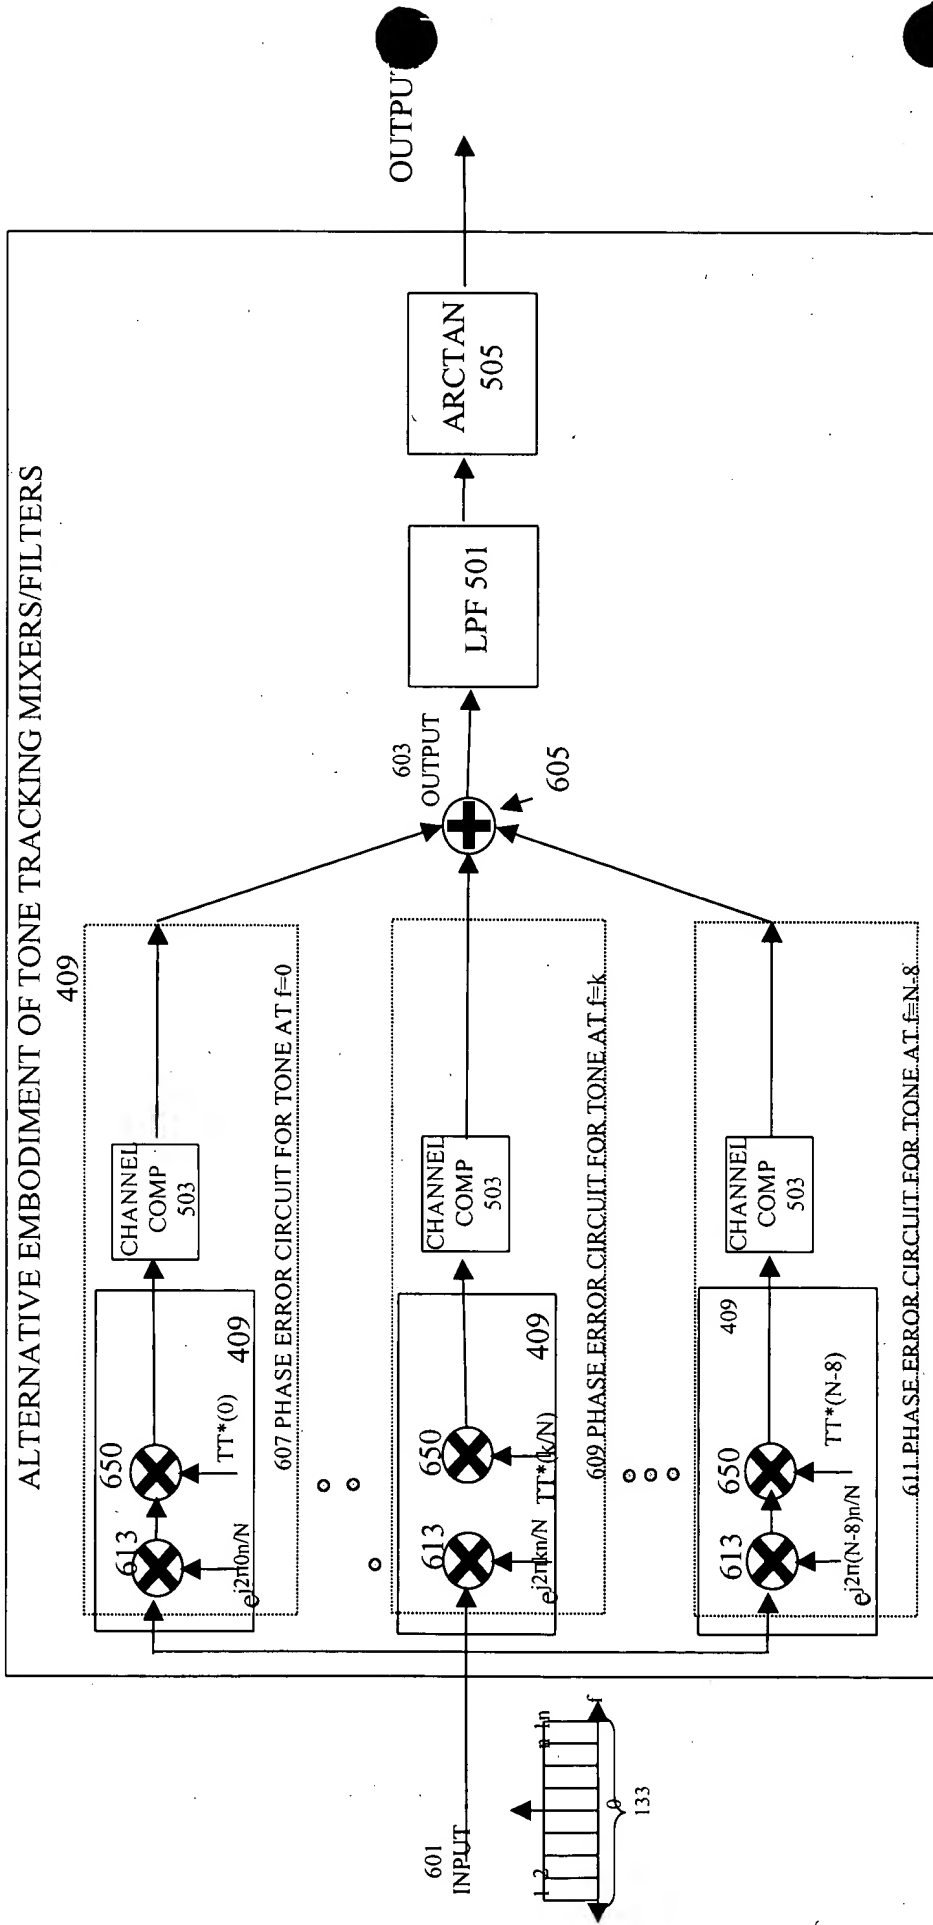 ALTERNATIVE EMBODIMENT OF TONE TRACKING MIXERS/FILTERS
409
613
650
e^j2π0n/N
TT*(0)
409
CHANNEL
COMP
503
607 PHASE ERROR CIRCUIT FOR TONE AT f=0
601
INPUT
613
650
e^j2πkn/N
TT*(k/N)
409
CHANNEL
COMP
503
609 PHASE ERROR CIRCUIT FOR TONE AT f=k
409
613
650
e^j2π(N-8)n/N
TT*(N-8)
CHANNEL
COMP
503
611 PHASE ERROR CIRCUIT FOR TONE AT f=N-8
603
OUTPUT
605
LPF 501
ARCTAN
505
OUTPUT
1 2
f
0
133